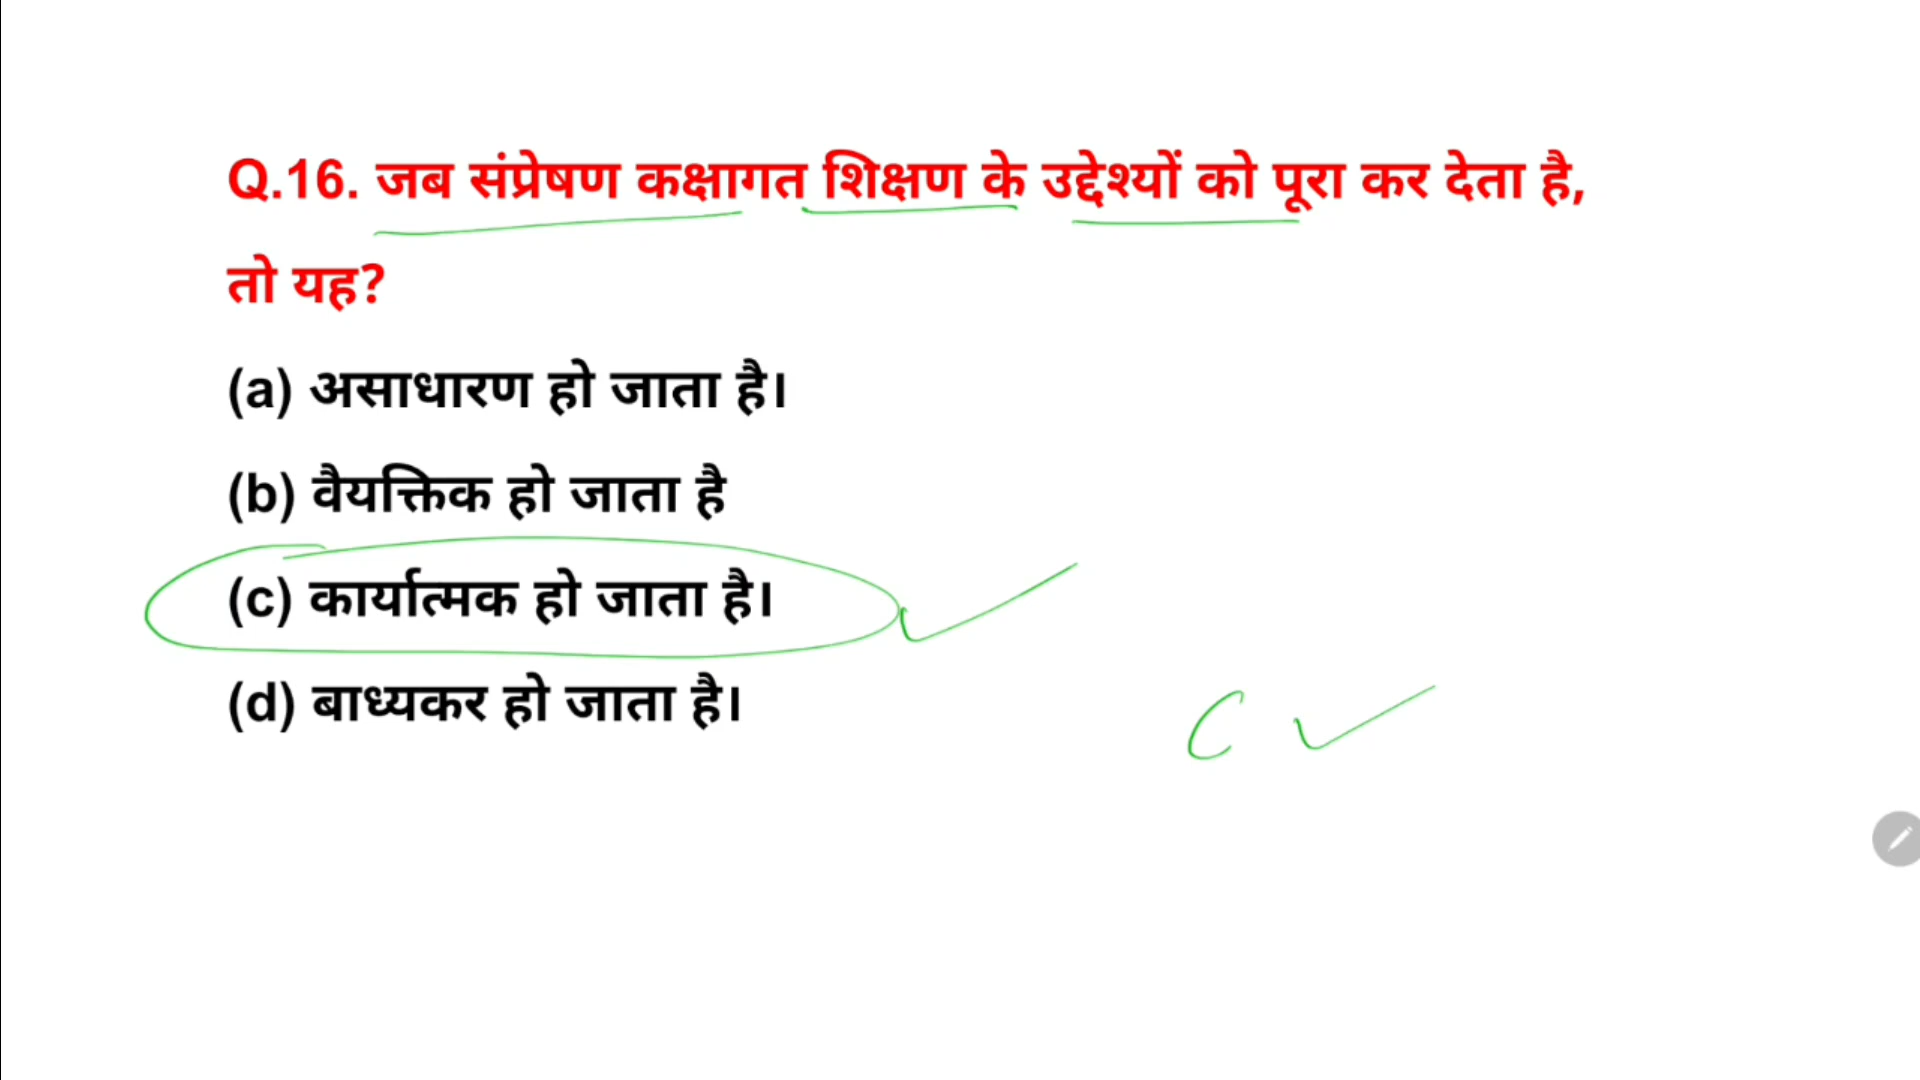 Q.16. जब संप्रेषण कक्षागत शिक्षण के उद्देश्यों को पूरा कर देता है,
तो यह?
(a) असाधारण हो जाता है।
(b) वैयक्तिक हो जाता है
(c) कार्यात्मक हो जाता है।
(d) बाध्यकर हो जाता है।
C